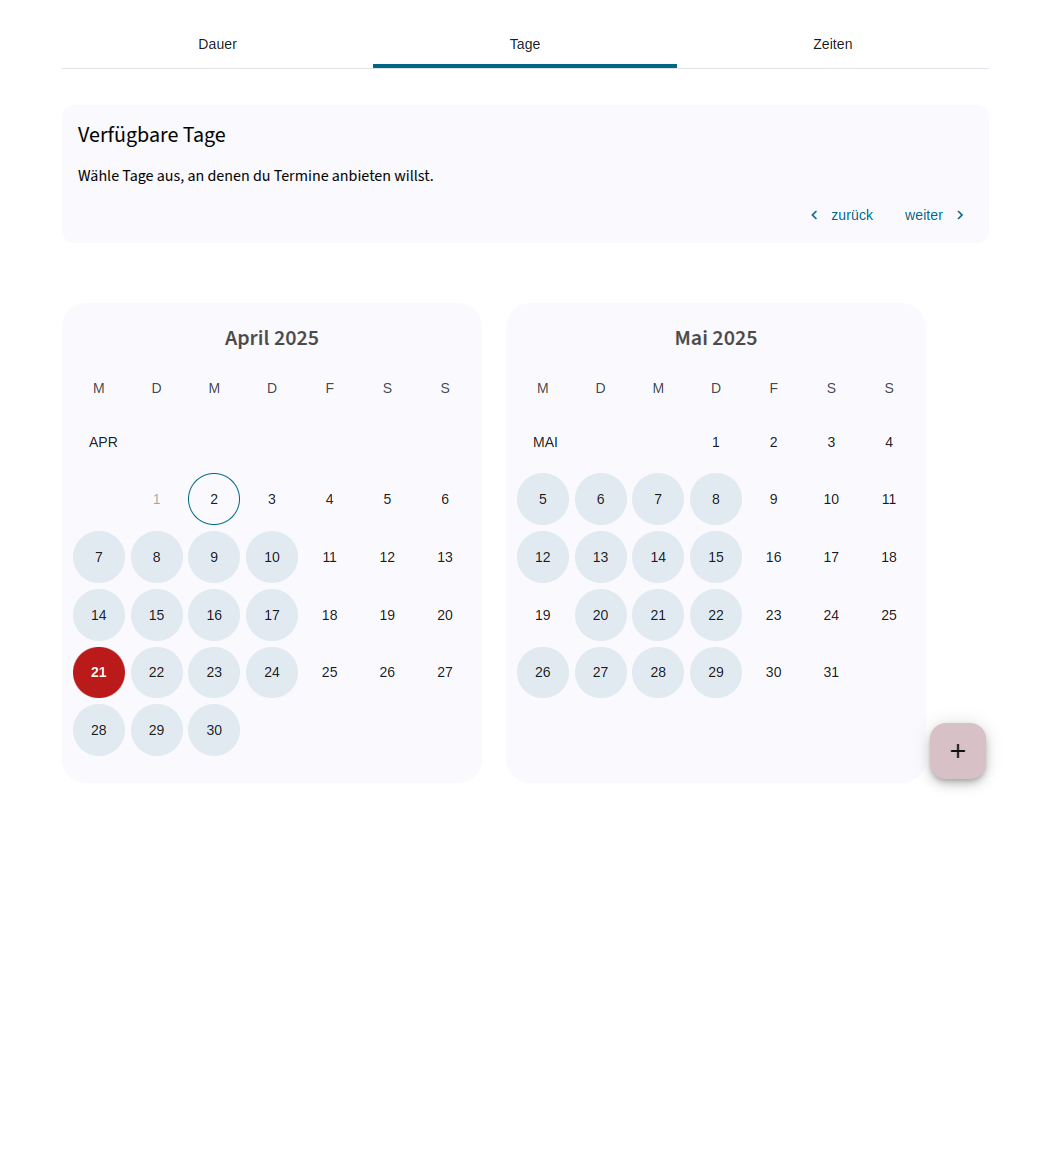 Dauer Tage Zeiten
Verfügbare Tage
Wähle Tage aus, an denen du Termine anbieten willst.
zurück weiter
April 2025
M D M D F S S
APR
1 2 3 4 5 6
7 8 9 10 11 12 13
14 15 16 17 18 19 20
21 22 23 24 25 26 27
28 29 30
Mai 2025
M D M D F S S
MAI 1 2 3 4
5 6 7 8 9 10 11
12 13 14 15 16 17 18
19 20 21 22 23 24 25
26 27 28 29 30 31
+